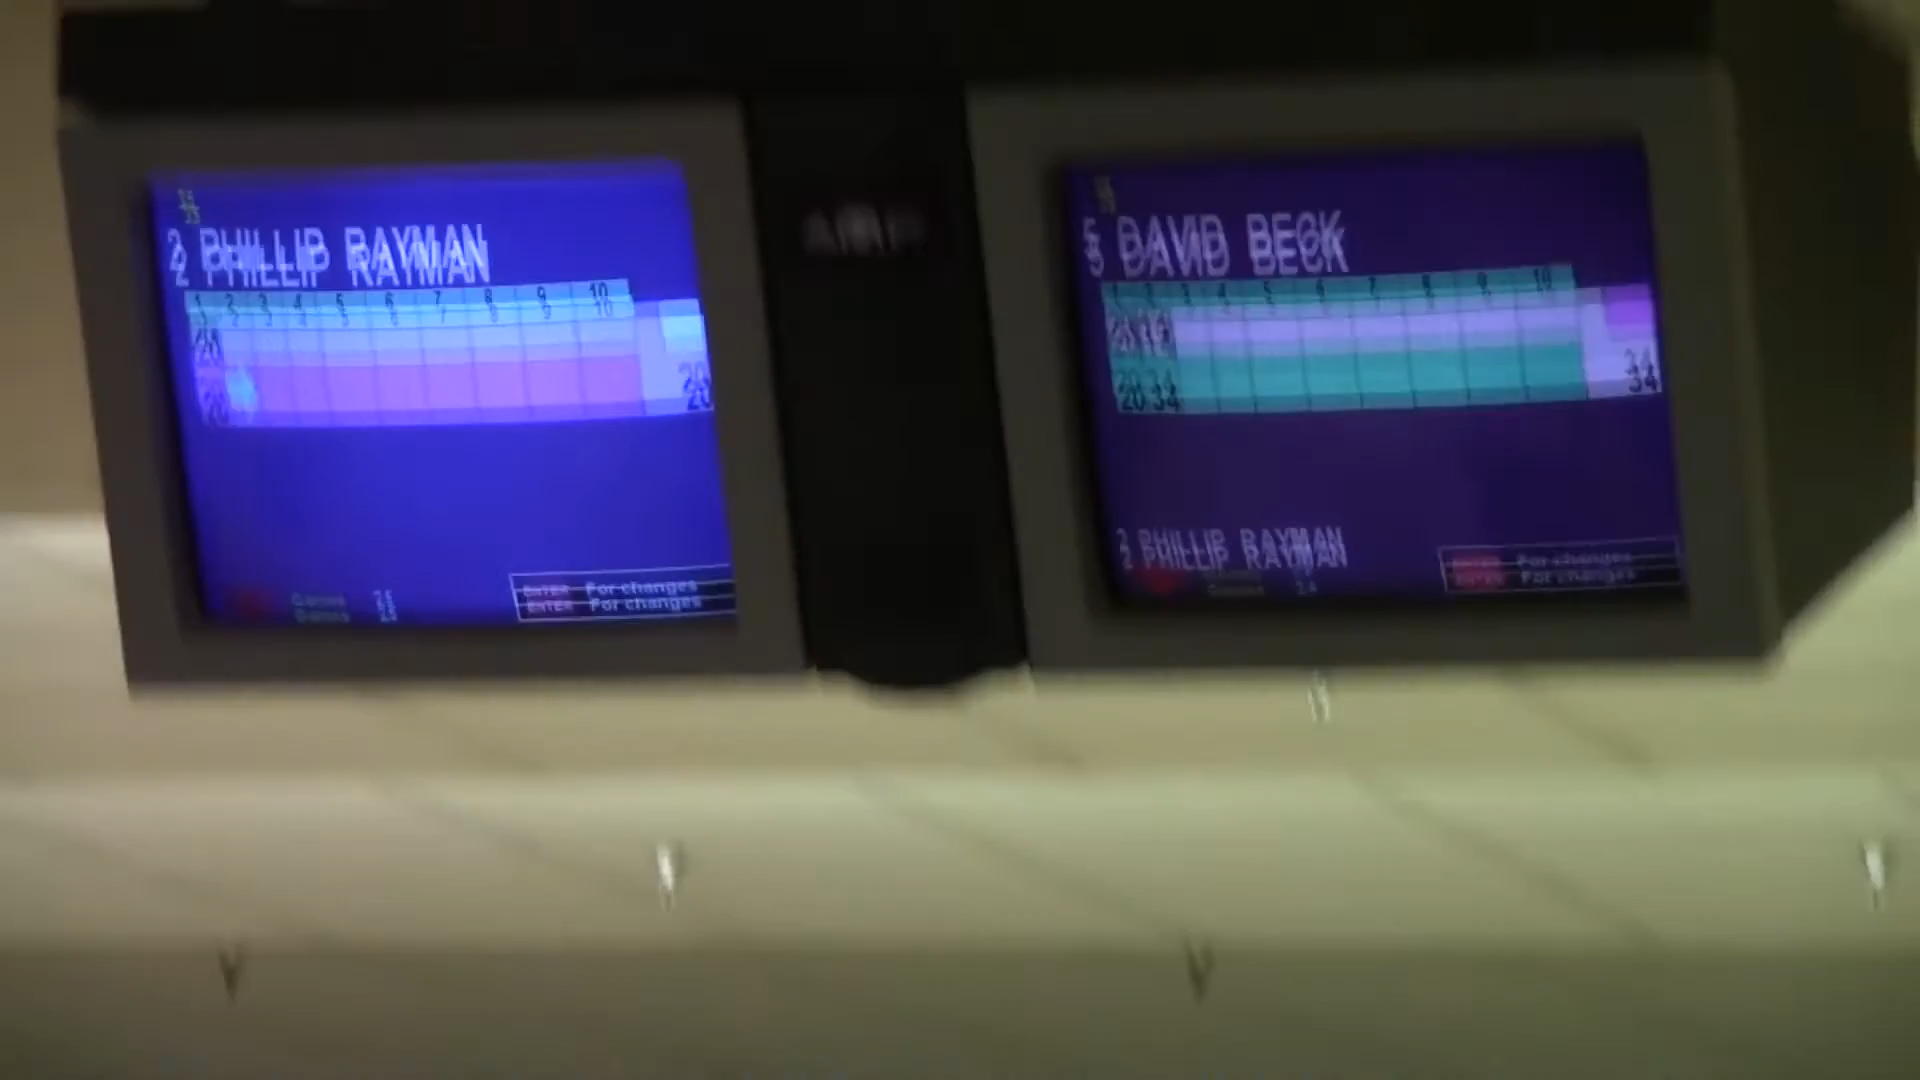 2 PHILLIP RAYMAN
1 2 3 4 5 6 7 8 9 10
20
20
ENTER For changes
5 DAVID BECK
1 2 3 4 5 6 7 8 9 10
20 34 34
2 PHILLIP RAYMAN
ENTER For changes